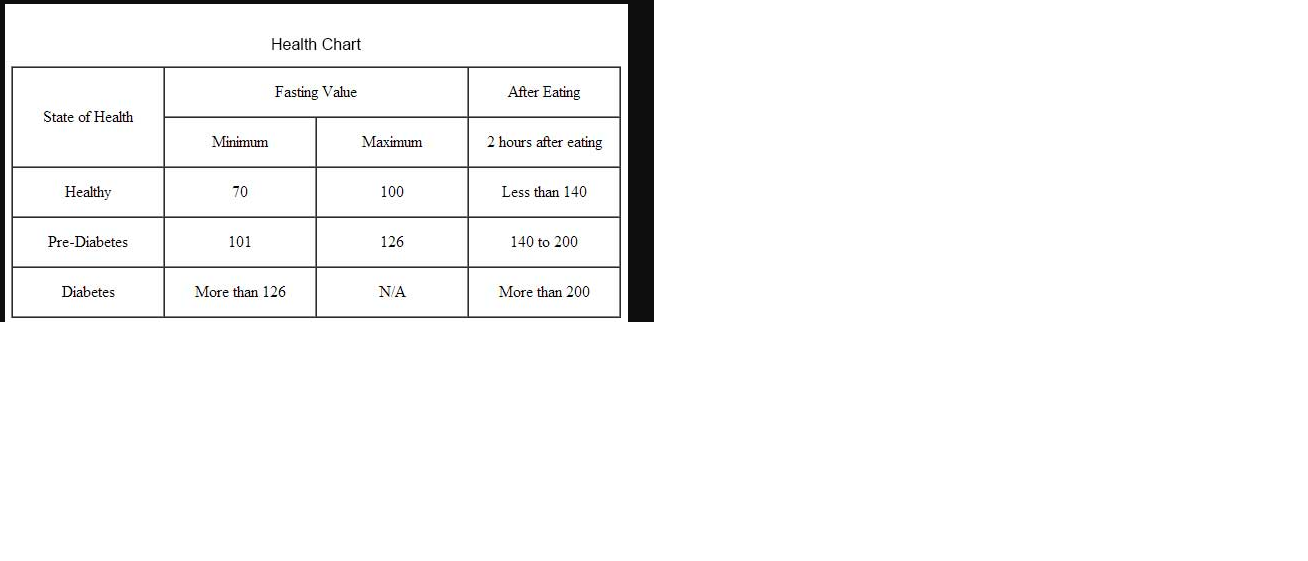 Health Chart
State of Health
Fasting Value
After Eating
Minimum
Maximum
2 hours after eating
Healthy
70
100
Less than 140
Pre-Diabetes
101
126
140 to 200
Diabetes
More than 126
N/A
More than 200